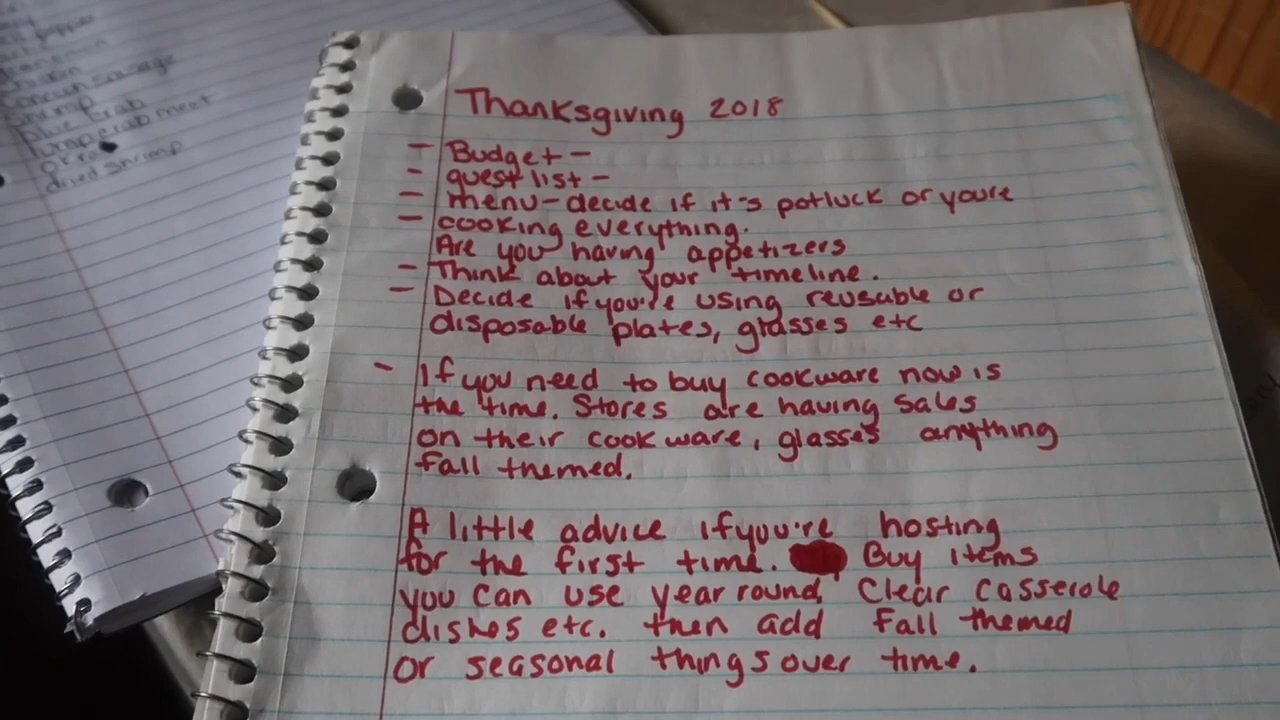 pepper
chicken
sausage
Shrimp
blue crab
lump crab meat
okra
dried shrimp
Thanksgiving 2018
- Budget -
- guest list -
- menu - decide if it's potluck or you're
- cooking everything.
Are you having appetizers
- Think about your timeline.
- Decide if you're using reusable or
disposable plates, glasses etc
- If you need to buy cookware now is
the time. Stores are having sales
on their cookware, glasses anything
fall themed.
A little advice if you're hosting
for the first time. Buy items
you can use year round, Clear casserole
dishes etc. then add fall themed
or seasonal things over time.